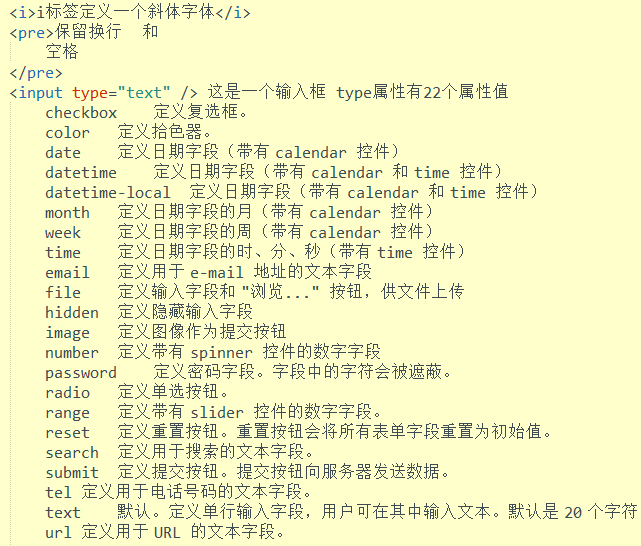 <i>i标签定义一个斜体字体</i>
<pre>保留换行  和
    空格
</pre>
<input type="text" /> 这是一个输入框 type属性有22个属性值
    checkbox    定义复选框。
    color   定义拾色器。
    date    定义日期字段（带有 calendar 控件）
    datetime    定义日期字段（带有 calendar 和 time 控件）
    datetime-local  定义日期字段（带有 calendar 和 time 控件）
    month   定义日期字段的月（带有 calendar 控件）
    week    定义日期字段的周（带有 calendar 控件）
    time    定义日期字段的时、分、秒（带有 time 控件）
    email   定义用于 e-mail 地址的文本字段
    file    定义输入字段和 "浏览..." 按钮，供文件上传
    hidden  定义隐藏输入字段
    image   定义图像作为提交按钮
    number  定义带有 spinner 控件的数字字段
    password    定义密码字段。字段中的字符会被遮蔽。
    radio   定义单选按钮。
    range   定义带有 slider 控件的数字字段。
    reset   定义重置按钮。重置按钮会将所有表单字段重置为初始值。
    search  定义用于搜索的文本字段。
    submit  定义提交按钮。提交按钮向服务器发送数据。
    tel 定义用于电话号码的文本字段。
    text    默认。定义单行输入字段，用户可在其中输入文本。默认是 20 个字符
    url 定义用于 URL 的文本字段。